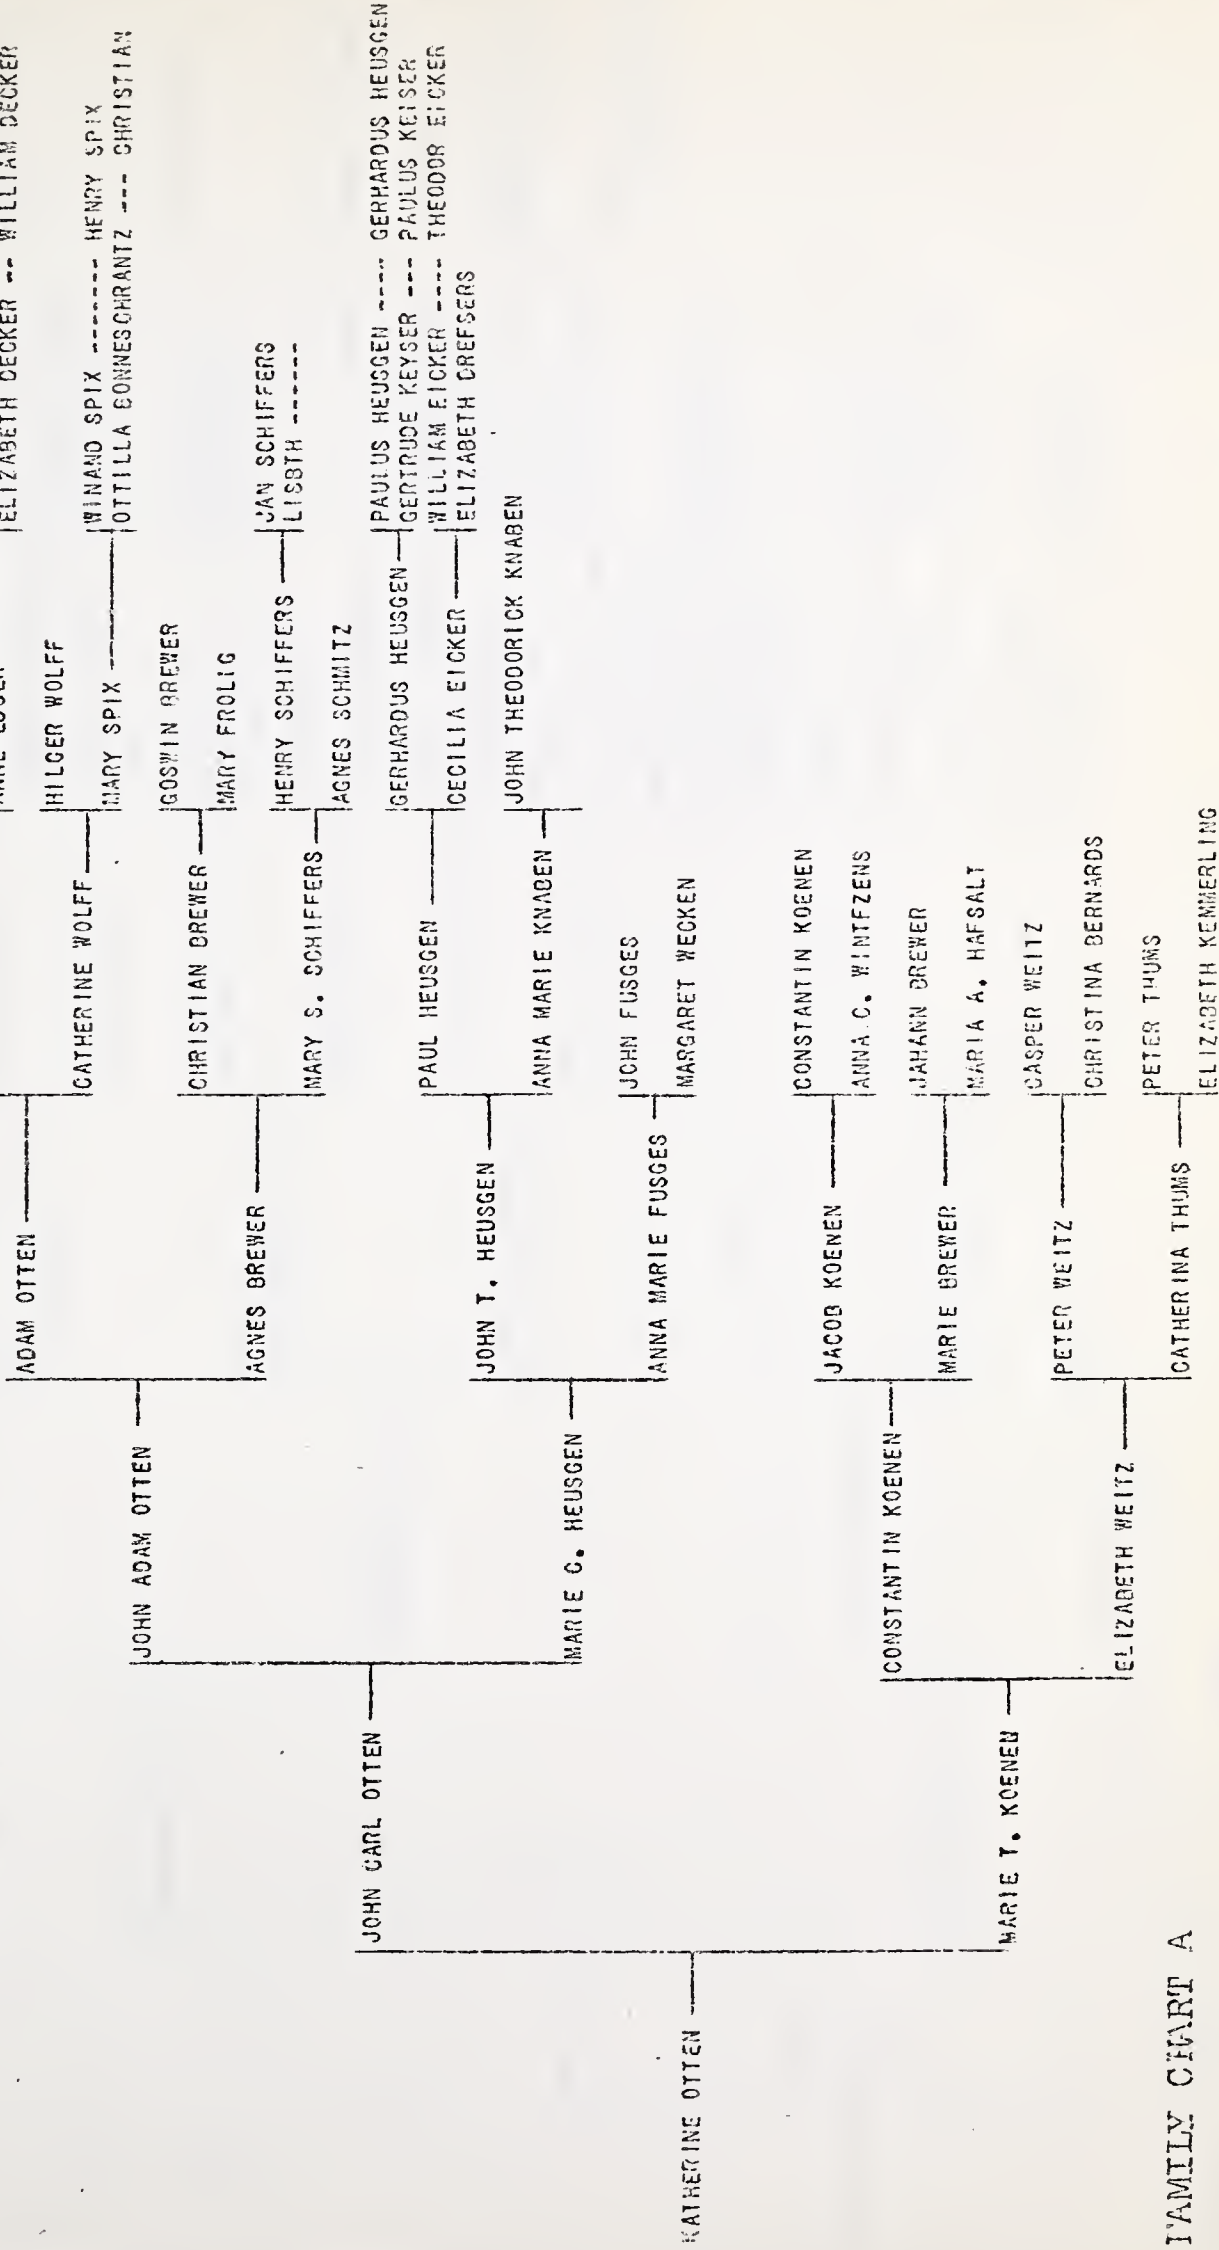 ELIZABETH DECKER -- WILLIAM DECKER
ADAM OTTEN
HILGER WOLFF
CATHERINE WOLFF
WINAND SPIX ------- HENRY SPIX
MARY SPIX
OTTILLA BONNESCHRANTZ --- CHRISTIAN
JOHN ADAM OTTEN
GOSWIN BREWER
CHRISTIAN BREWER
MARY FROLIG
AGNES BREWER
JAN SCHIFFERS
HENRY SCHIFFERS
LISBTH ------
MARY S. SCHIFFERS
AGNES SCHMITZ
JOHN CARL OTTEN
PAULUS HEUSGEN ---- GERHARDUS HEUSGEN
GERHARDUS HEUSGEN
GERTRUDE KEYSER --- PAULUS KEISER
PAUL HEUSGEN
WILLIAM EICKER ---- THEODOR EICKER
CECILIA EICKER
ELIZABETH DREFSERS
JOHN T. HEUSGEN
JOHN THEODORICK KNABEN
ANNA MARIE KNABEN
MARIE C. HEUSGEN
JOHN FUSGES
ANNA MARIE FUSGES
MARGARET WECKEN
KATHERINE OTTEN
CONSTANTIN KOENEN
JACOB KOENEN
ANNA C. WINTFZENS
CONSTANTIN KOENEN
JAHANN BREWER
MARIE BREWER
MARIA A. HAFSALT
MARIE T. KOENEN
CASPER WEITZ
PETER WEITZ
CHRISTINA BERNARDS
ELIZABETH WEITZ
PETER THUMS
CATHERINA THUMS
ELIZABETH KEMMERLING
FAMILY CHART A